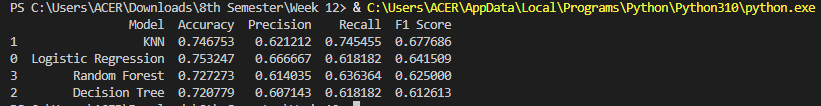 PS C:\Users\ACER\Downloads\8th Semester\Week 12> & C:\Users\ACER\AppData\Local\Programs\Python\Python310\python.exe
Model Accuracy Precision Recall F1 Score
1 KNN 0.746753 0.621212 0.745455 0.677686
0 Logistic Regression 0.753247 0.666667 0.618182 0.641509
3 Random Forest 0.727273 0.614035 0.636364 0.625000
2 Decision Tree 0.720779 0.607143 0.618182 0.612613